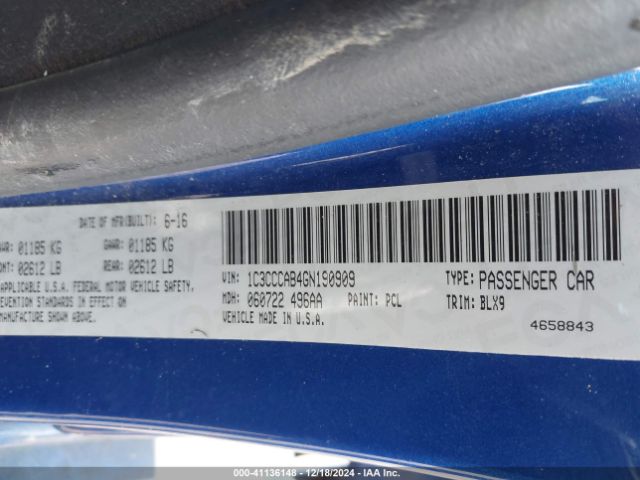 DATE OF MFR(BUILT): 6-16
01185 KG GAWR: 01185 KG
02612 LB REAR: 02612 LB
APPLICABLE U.S.A. FEDERAL MOTOR VEHICLE SAFETY,
PREVENTION STANDARDS IN EFFECT ON
MANUFACTURE SHOWN ABOVE.
VIN: 1C3CCCAB4GN190909 TYPE: PASSENGER CAR
MDH: 060722 496AA PAINT: PCL TRIM: BLX9
VEHICLE MADE IN U.S.A.
4658843
000-41136148 - 12/18/2024 - IAA Inc.